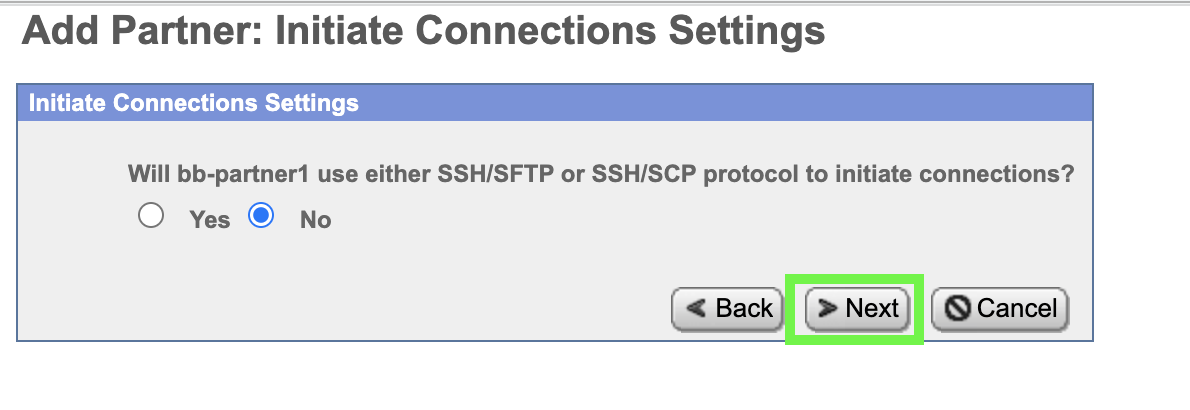 Add Partner: Initiate Connections Settings
Initiate Connections Settings
Will bb-partner1 use either SSH/SFTP or SSH/SCP protocol to initiate connections?
Yes No
Back Next Cancel